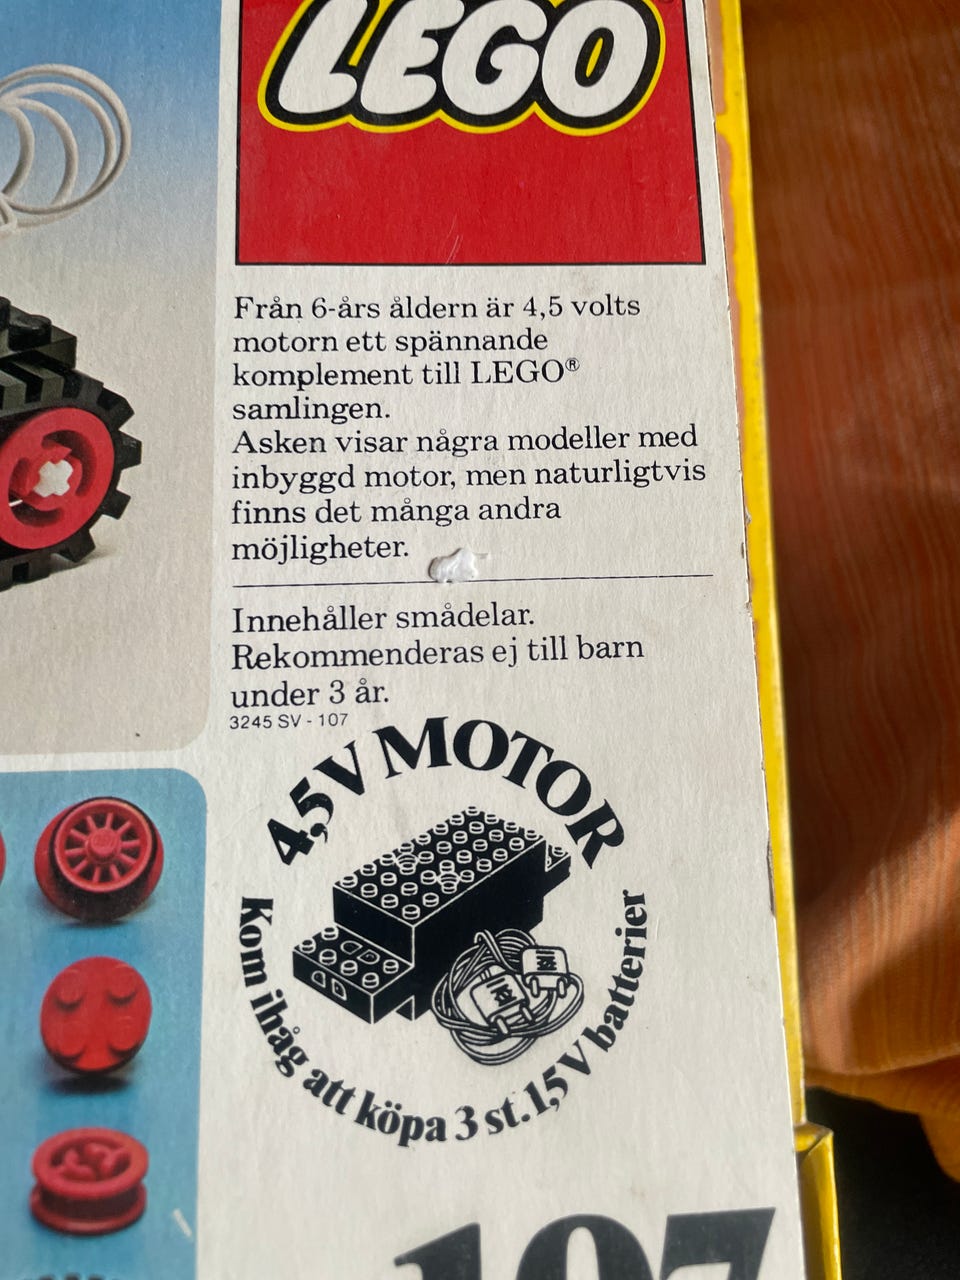 LEGO
Från 6-års åldern är 4,5 volts
motorn ett spännande
komplement till LEGO®
samlingen.
Asken visar några modeller med
inbyggd motor, men naturligtvis
finns det många andra
möjligheter.
Innehåller smådelar.
Rekommenderas ej till barn
under 3 år.
3245 SV - 107
4,5V MOTOR
Kom ihåg att köpa 3 st. 1,5V batterier
107